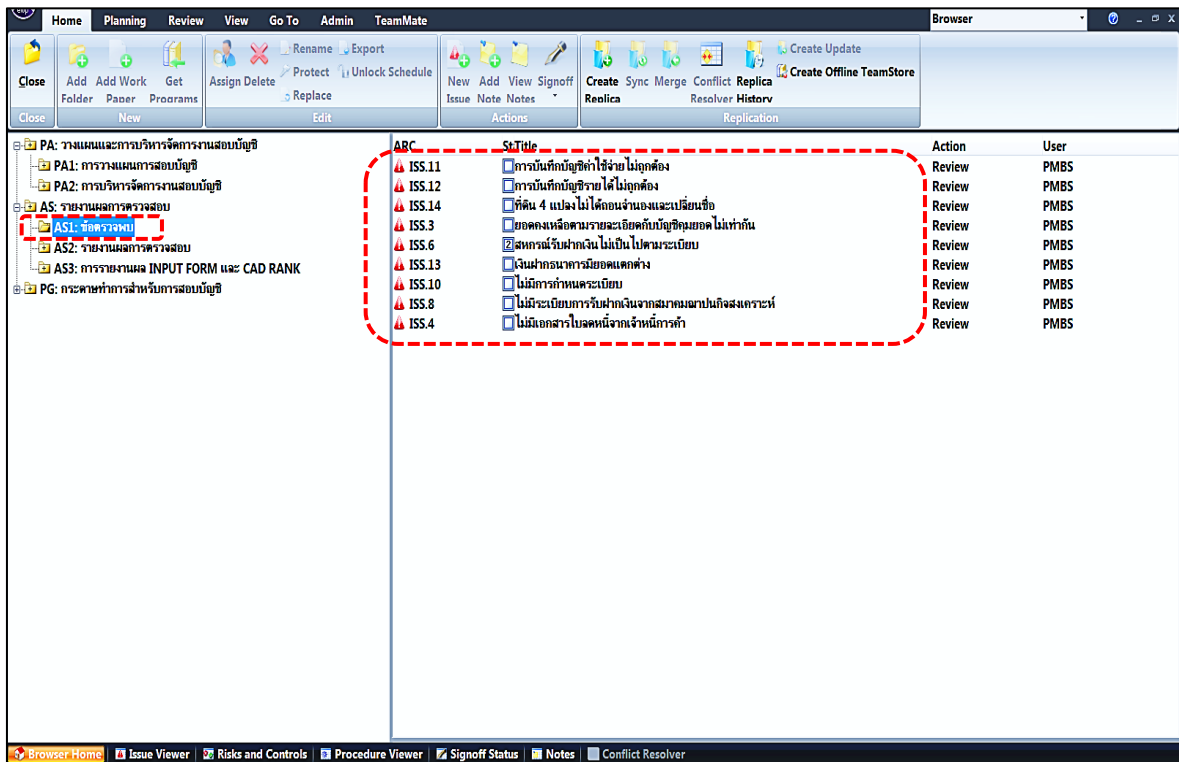 Home Planning Review View Go To Admin TeamMate Browser
Close
Add Folder
Add Work Paper
Get Programs
New
Assign
Delete
Rename
Export
Protect
Unlock Schedule
Replace
Edit
New Issue
Add Note
View Notes
Signoff
Actions
Create Replica
Sync
Merge
Conflict Resolver
Replica History
Create Update
Create Offline TeamStore
Replication
Close
PA: วางแผนและการบริหารจัดการงานสอบบัญชี
PA1: การวางแผนการสอบบัญชี
PA2: การบริหารจัดการงานสอบบัญชี
AS: รายงานผลการตรวจสอบ
AS1: ข้อตรวจพบ
AS2: รายงานผลการตรวจสอบ
AS3: การรายงานผล INPUT FORM และ CAD RANK
PG: กระดาษทำการสำหรับการสอบบัญชี
ARC St Title Action User
ISS.11 การบันทึกบัญชีค่าใช้จ่ายไม่ถูกต้อง Review PMBS
ISS.12 การบันทึกบัญชีรายได้ไม่ถูกต้อง Review PMBS
ISS.14 ที่ดิน 4 แปลงไม่ได้ถอนจำนองและเปลี่ยนชื่อ Review PMBS
ISS.3 ยอดคงเหลือตามรายละเอียดกับบัญชีคุมยอดไม่เท่ากัน Review PMBS
ISS.6 2 สหกรณ์รับฝากเงินไม่เป็นไปตามระเบียบ Review PMBS
ISS.13 เงินฝากธนาคารมียอดแตกต่าง Review PMBS
ISS.10 ไม่มีการกำหนดระเบียบ Review PMBS
ISS.8 ไม่มีระเบียบการรับฝากเงินจากสมาคมฌาปนกิจสงเคราะห์ Review PMBS
ISS.4 ไม่มีเอกสารใบลดหนี้จากเจ้าหนี้การค้า Review PMBS
Browser Home Issue Viewer Risks and Controls Procedure Viewer Signoff Status Notes Conflict Resolver